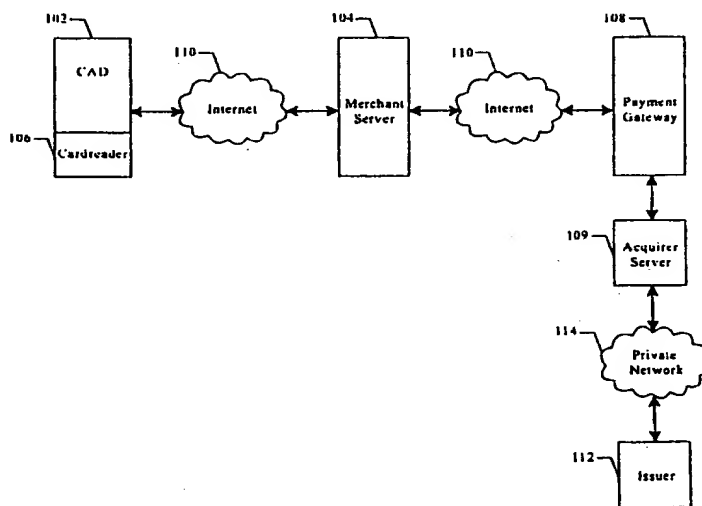 102
104
108
110
110
CAD
Internet
Merchant
Server
Internet
Payment
Gateway
106
Cardreader
109
Acquirer
Server
114
Private
Network
112
Issuer